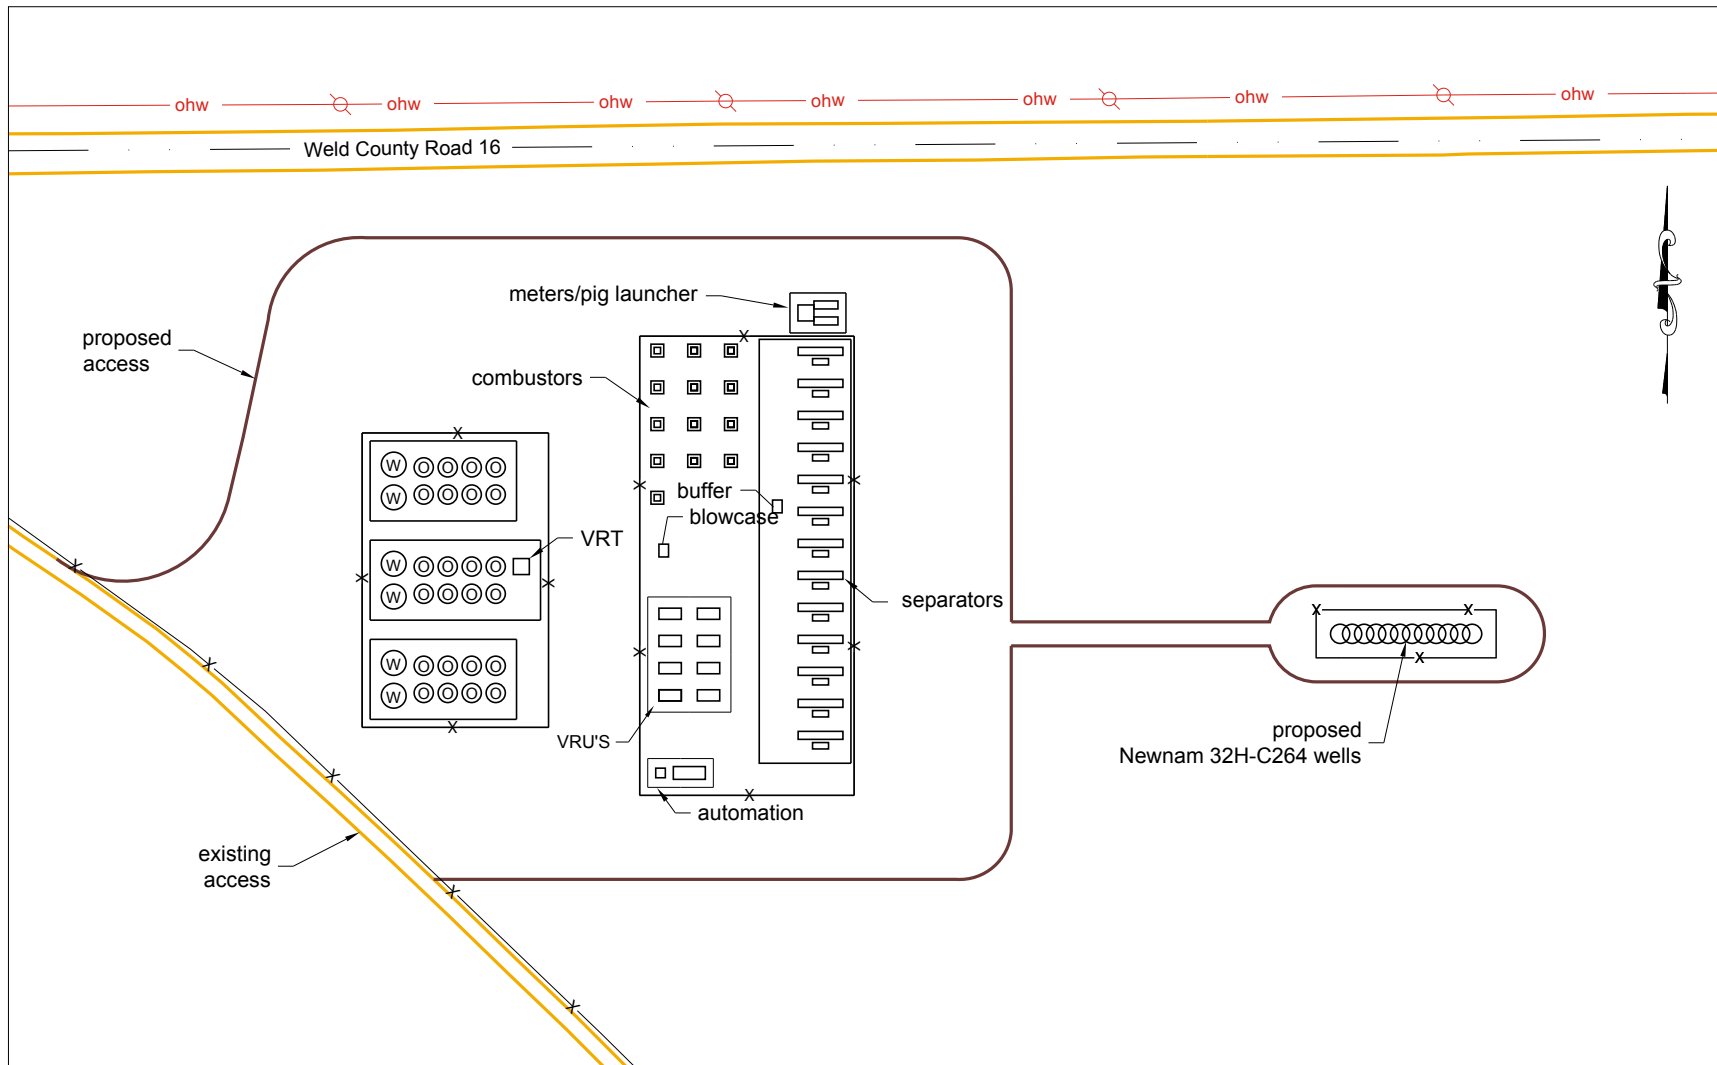 ohw ohw ohw ohw ohw ohw ohw
Weld County Road 16
meters/pig launcher
proposed
access
combustors
X
X
W O O O O
W O O O O
X X
buffer
blowcase
X
VRT
W O O O O
W O O O O
X X
separators
W O O O O
W O O O O
X
X X
VRU'S
automation
X
X X
X
proposed
Newnam 32H-C264 wells
existing
access
X
X
X
X
X